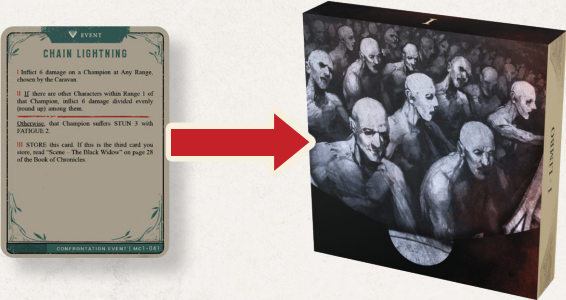 EVENT
CHAIN LIGHTNING
I Inflict 6 damage on a Champion at Any Range,
chosen by the Caravan.
II If there are other Characters within Range 1 of
that Champion, inflict 6 damage divided evenly
(round up) among them.
Otherwise, that Champion suffers STUN 3 with
FATIGUE 2.
III STORE this card. If this is the third card you
store, read "Scene – The Black Widow" on page 28
of the Book of Chronicles.
CONFRONTATION EVENT | MC1-041
I
I - LIMBO